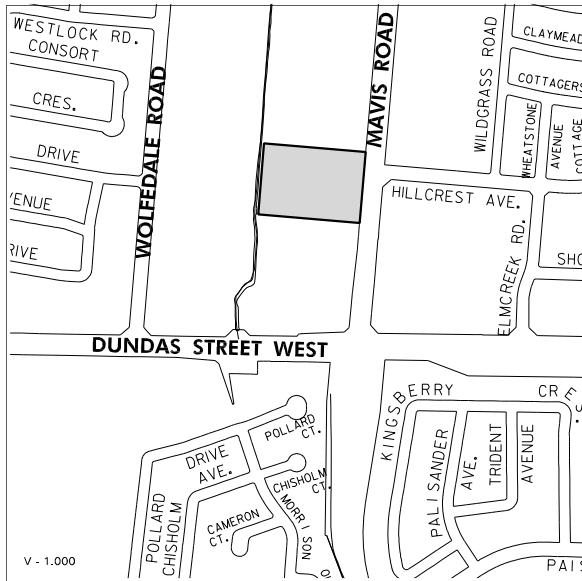 WESTLOCK RD.
CONSORT
CRES.
DRIVE
VENUE
RIVE
WOLFEDALE ROAD
MAVIS ROAD
WILDGRASS ROAD
CLAYMEAD
COTTAGERS
WHEATSTONE
AVENUE
COTTAGE
HILLCREST AVE.
ELMCREEK RD.
SHO
DUNDAS STREET WEST
KINGSBERRY CRES.
POLLARD
CT.
DRIVE
AVE.
CHISHOLM
CT.
POLLARD
CHISHOLM
CAMERON
CT.
MORRISON
PALISANDER
AVE.
TRIDENT
AVENUE
PAIS
V - 1.000